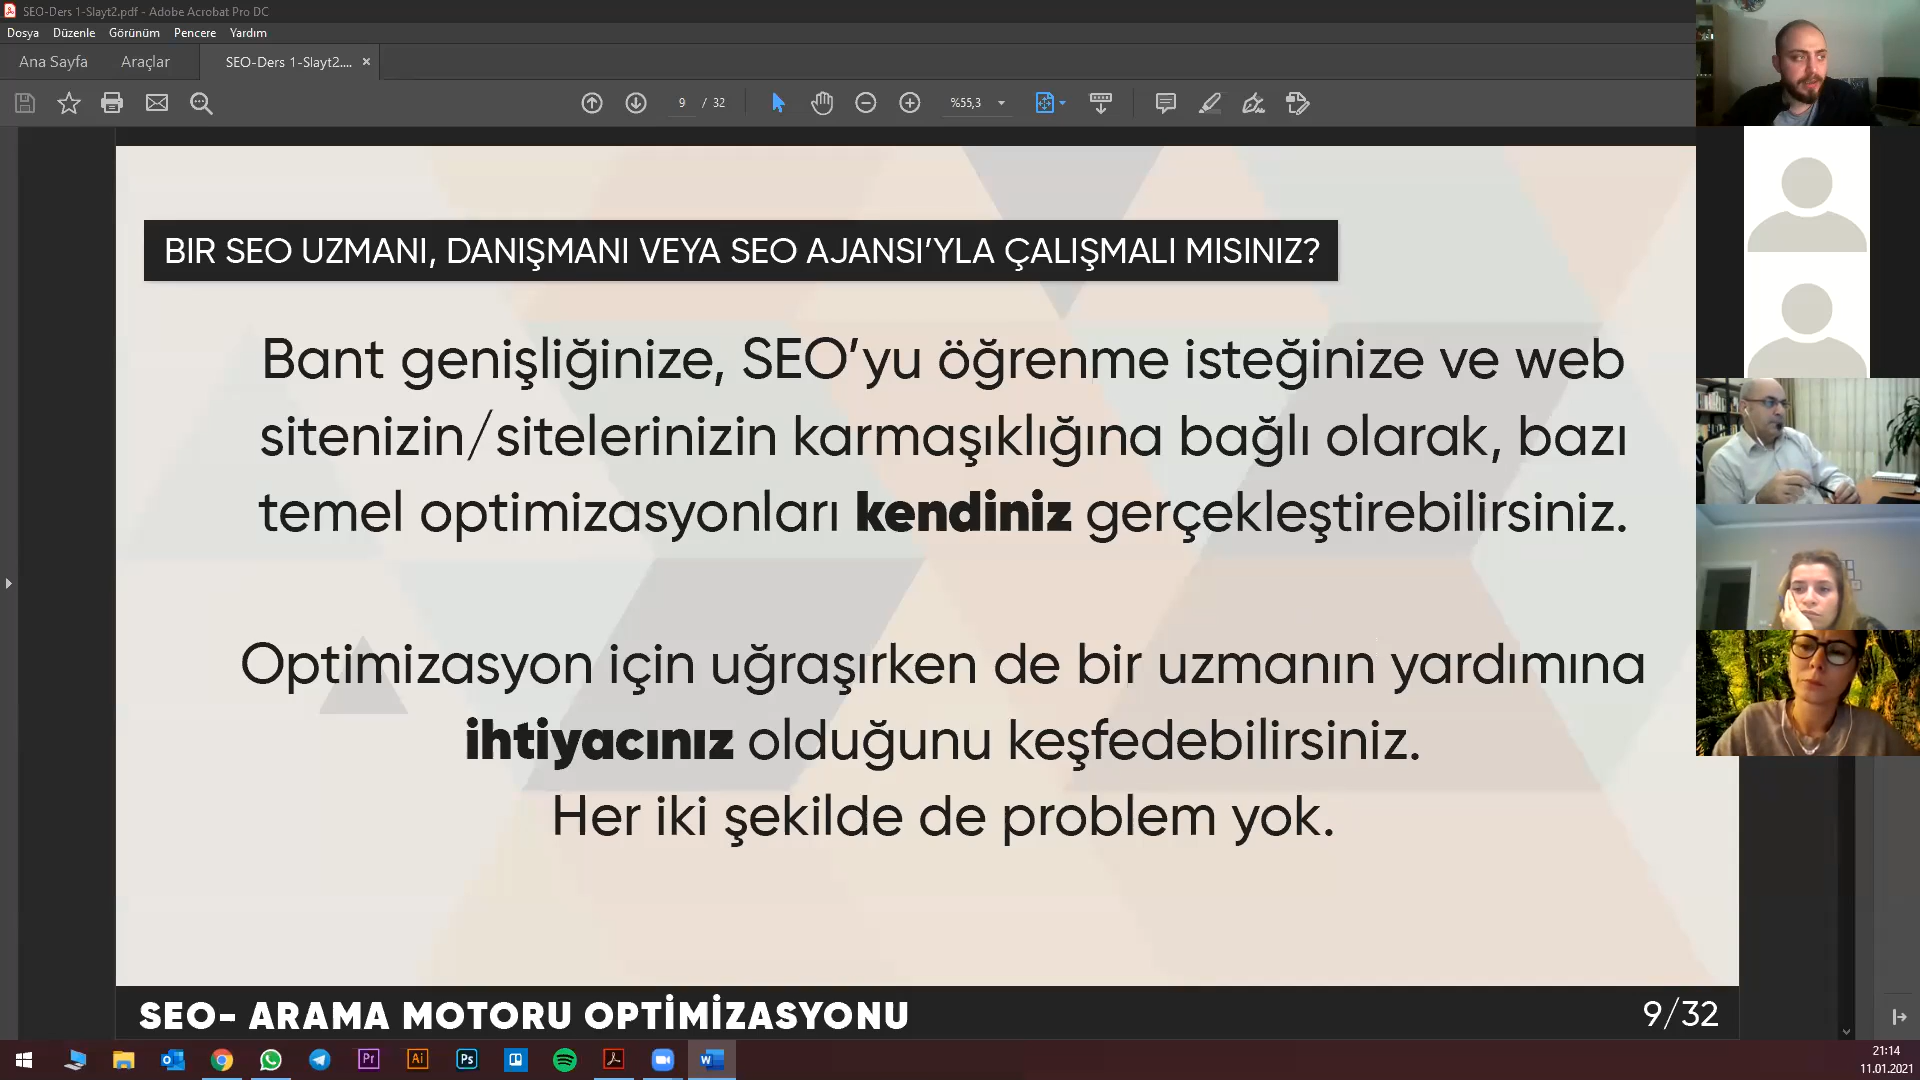 SEO-Ders 1-Slayt2.pdf - Adobe Acrobat Pro DC
Dosya Düzenle Görünüm Pencere Yardım
Ana Sayfa Araçlar SEO-Ders 1-Slayt2.... ×
9 / 32 %55,3
BIR SEO UZMANI, DANIŞMANI VEYA SEO AJANSI’YLA ÇALIŞMALI MISINIZ?
Bant genişliğinize, SEO’yu öğrenme isteğinize ve web
sitenizin/sitelerinizin karmaşıklığına bağlı olarak, bazı
temel optimizasyonları kendiniz gerçekleştirebilirsiniz.
Optimizasyon için uğraşırken de bir uzmanın yardımına
ihtiyacınız olduğunu keşfedebilirsiniz.
Her iki şekilde de problem yok.
SEO- ARAMA MOTORU OPTİMİZASYONU
9/32
Pr Ai Ps
21:14
11.01.2021